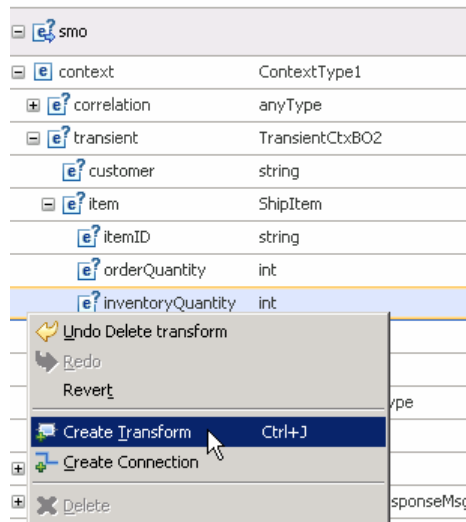 smo
context ContextType1
correlation anyType
transient TransientCtxBO2
customer string
item ShipItem
itemID string
orderQuantity int
inventoryQuantity int
Undo Delete transform
Redo
Revert
ype
Create Transform Ctrl+J
Create Connection
Delete
sponseMsg